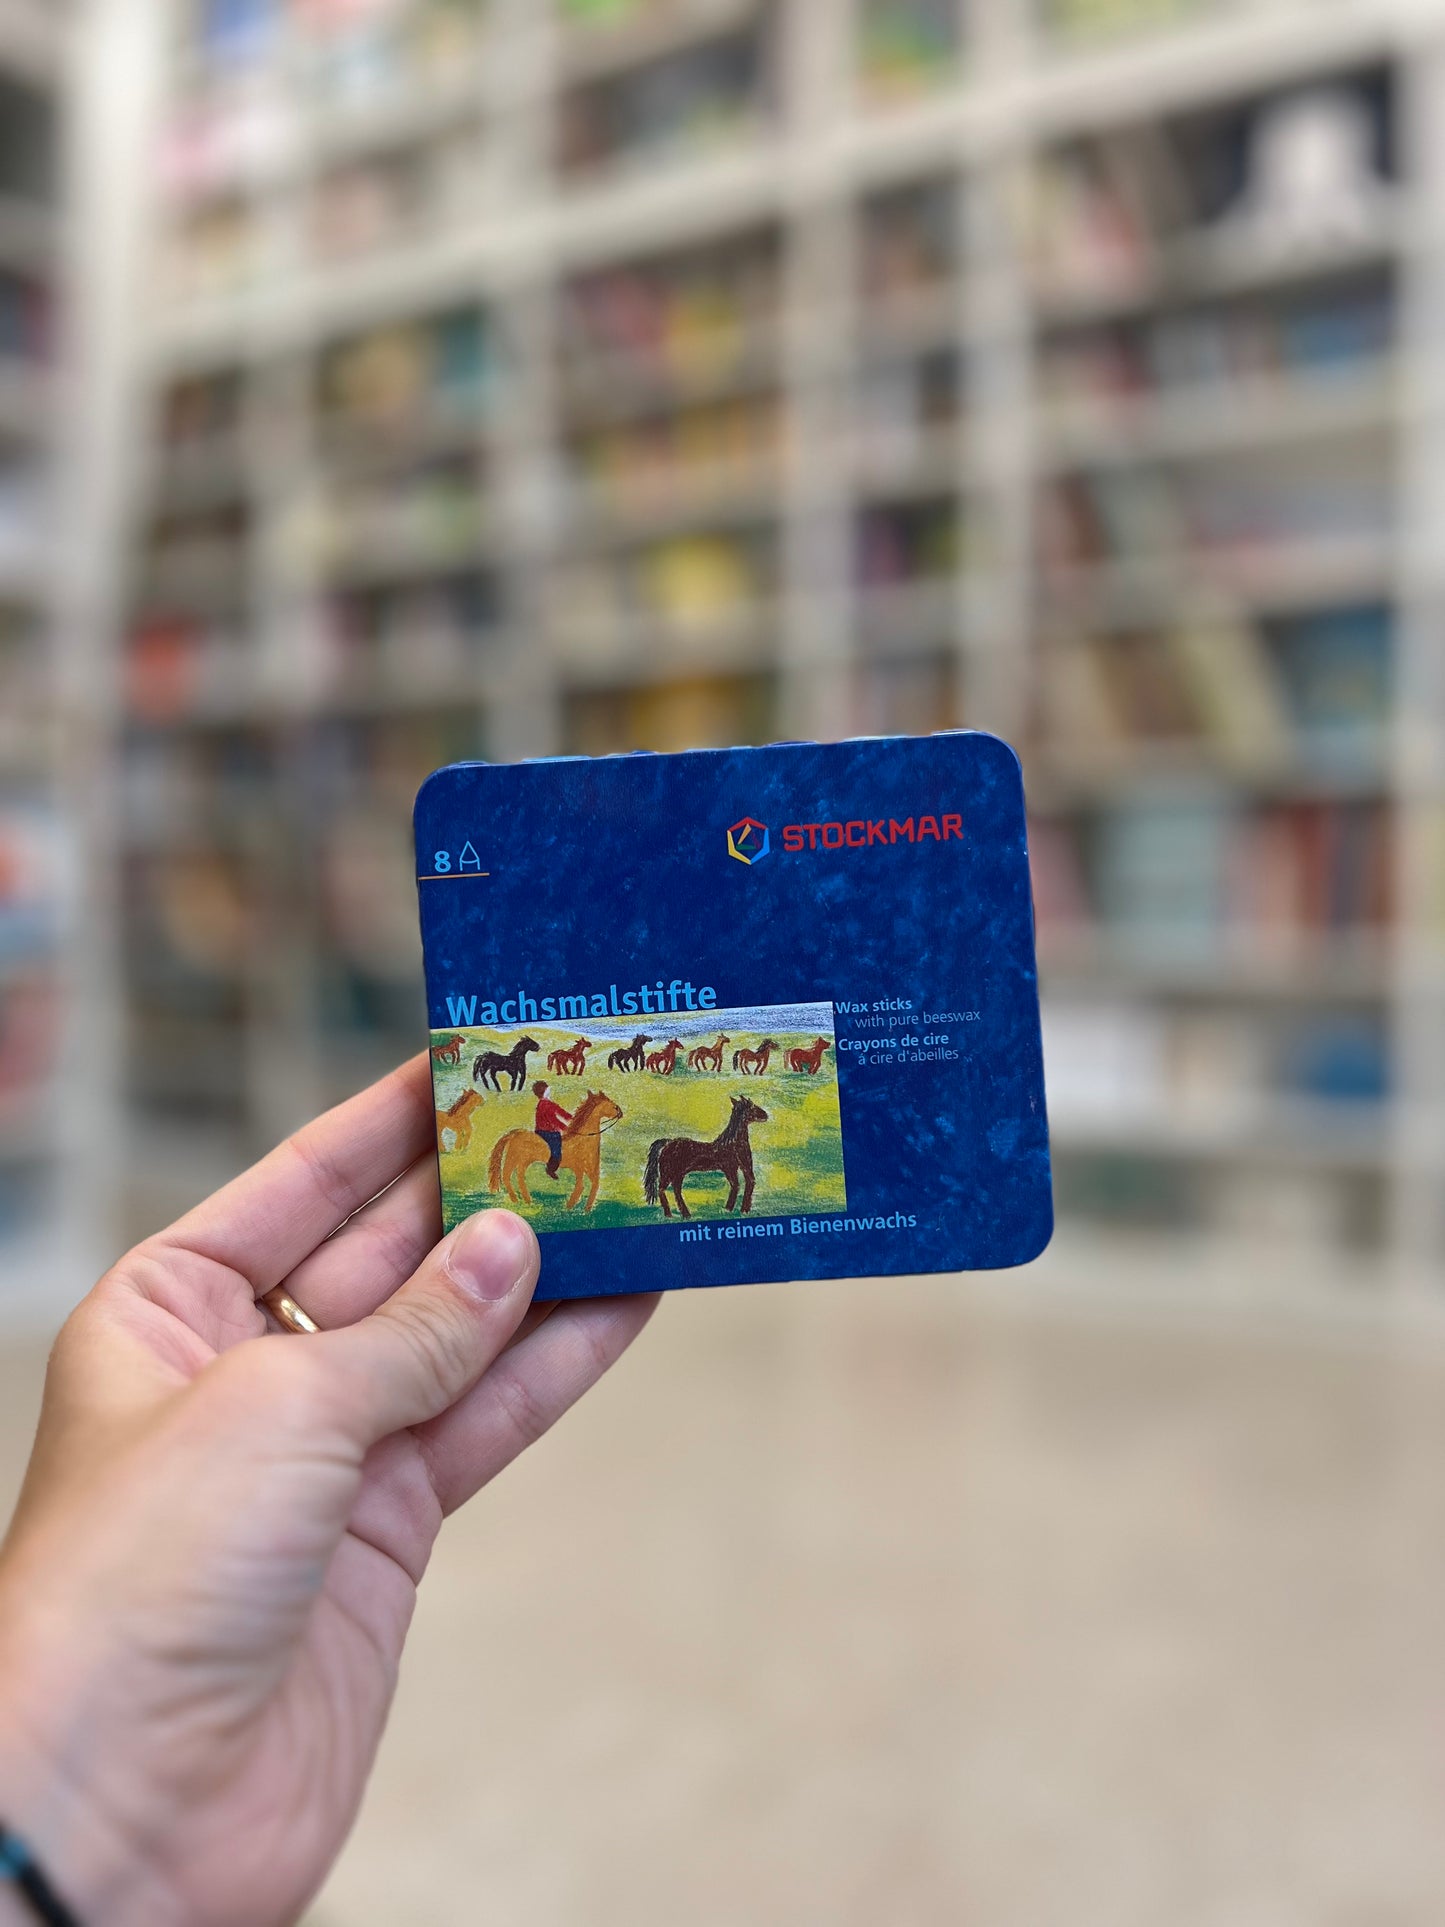 STOCKMAR
8
Wachsmalstifte
Wax sticks
with pure beeswax
Crayons de cire
á cire d'abeilles
mit reinem Bienenwachs